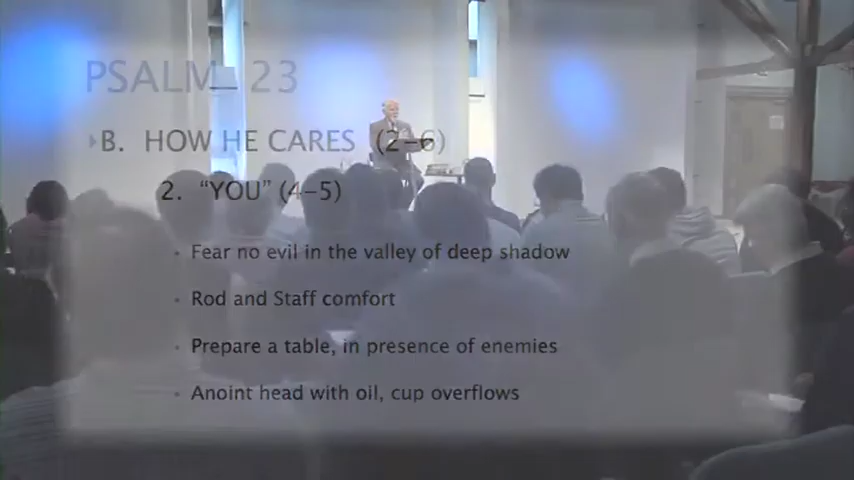 PSALM 23
B. HOW HE CARES (2–6)
2. “YOU” (4–5)
Fear no evil in the valley of deep shadow
Rod and Staff comfort
Prepare a table, in presence of enemies
Anoint head with oil, cup overflows